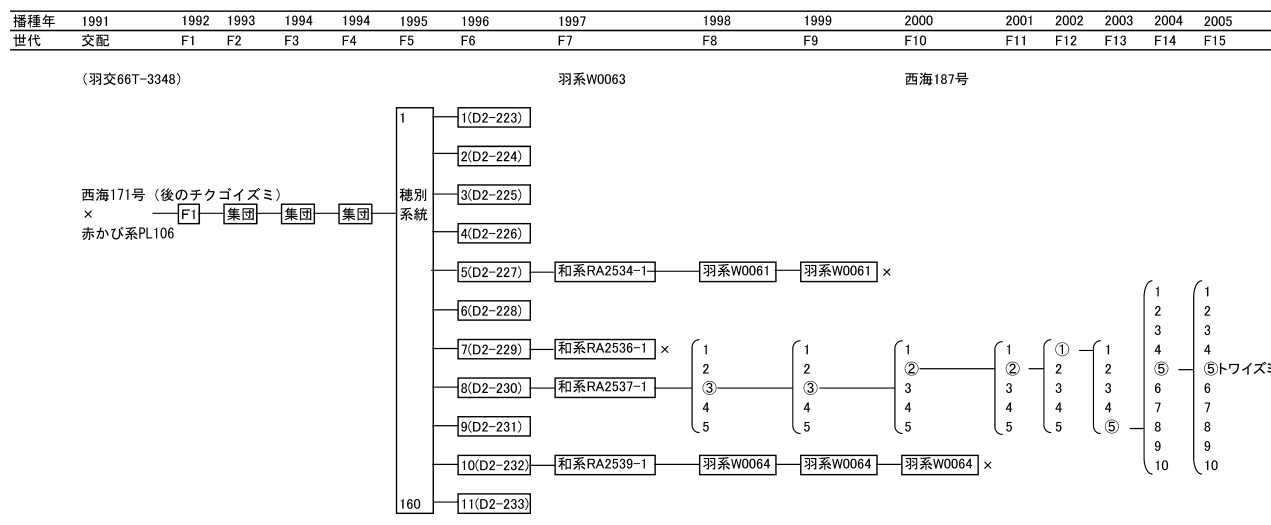 播種年 1991 1992 1993 1994 1994 1995 1996 1997 1998 1999 2000 2001 2002 2003 2004 2005
世代 交配 F1 F2 F3 F4 F5 F6 F7 F8 F9 F10 F11 F12 F13 F14 F15
(羽交66T-3348) 羽系W0063 西海187号
1 1(D2-223)
2(D2-224)
西海171号 (後のチクゴイズミ) 穂別 3(D2-225)
× F1 集団 集団 集団 系統
赤かび系PL106 4(D2-226)
5(D2-227) 和系RA2534-1 羽系W0061 羽系W0061 ×
1 1
6(D2-228) 2 2
3 3
7(D2-229) 和系RA2536-1 × 1 1 1 1 ① 1 4 4
2 2 ② ② 2 2 ⑤ ⑤トワイズミ
8(D2-230) 和系RA2537-1 ③ ③ 3 3 3 3 6 6
4 4 4 4 4 4 7 7
9(D2-231) 5 5 5 5 5 ⑤ 8 8
9 9
10(D2-232) 和系RA2539-1 羽系W0064 羽系W0064 羽系W0064 × 10 10
160 11(D2-233)